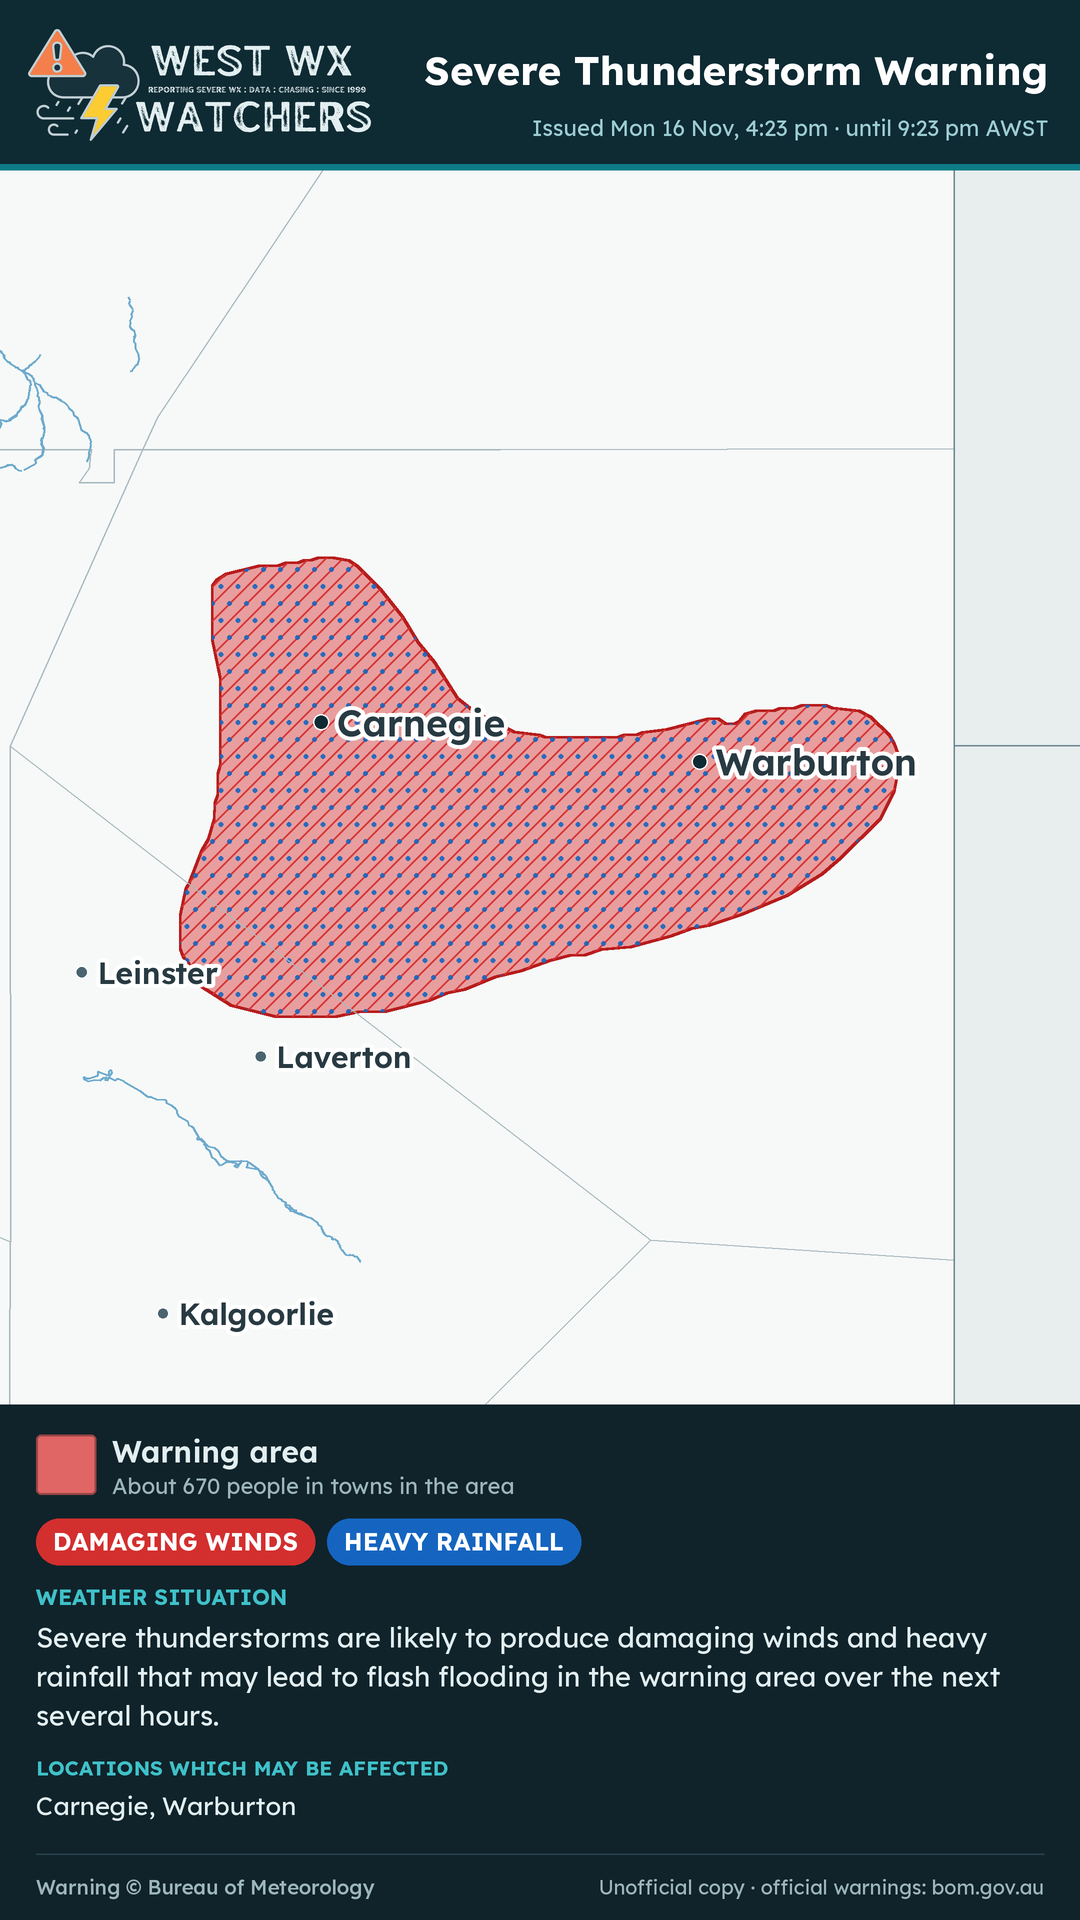 WEST WX
REPORTING SEVERE WX : DATA : CHASING : SINCE 1999
WATCHERS
Severe Thunderstorm Warning
Issued Mon 16 Nov, 4:23 pm · until 9:23 pm AWST
Carnegie
Warburton
Leinster
Laverton
Kalgoorlie
Warning area
About 670 people in towns in the area
DAMAGING WINDS
HEAVY RAINFALL
WEATHER SITUATION
Severe thunderstorms are likely to produce damaging winds and heavy
rainfall that may lead to flash flooding in the warning area over the next
several hours.
LOCATIONS WHICH MAY BE AFFECTED
Carnegie, Warburton
Warning © Bureau of Meteorology
Unofficial copy · official warnings: bom.gov.au